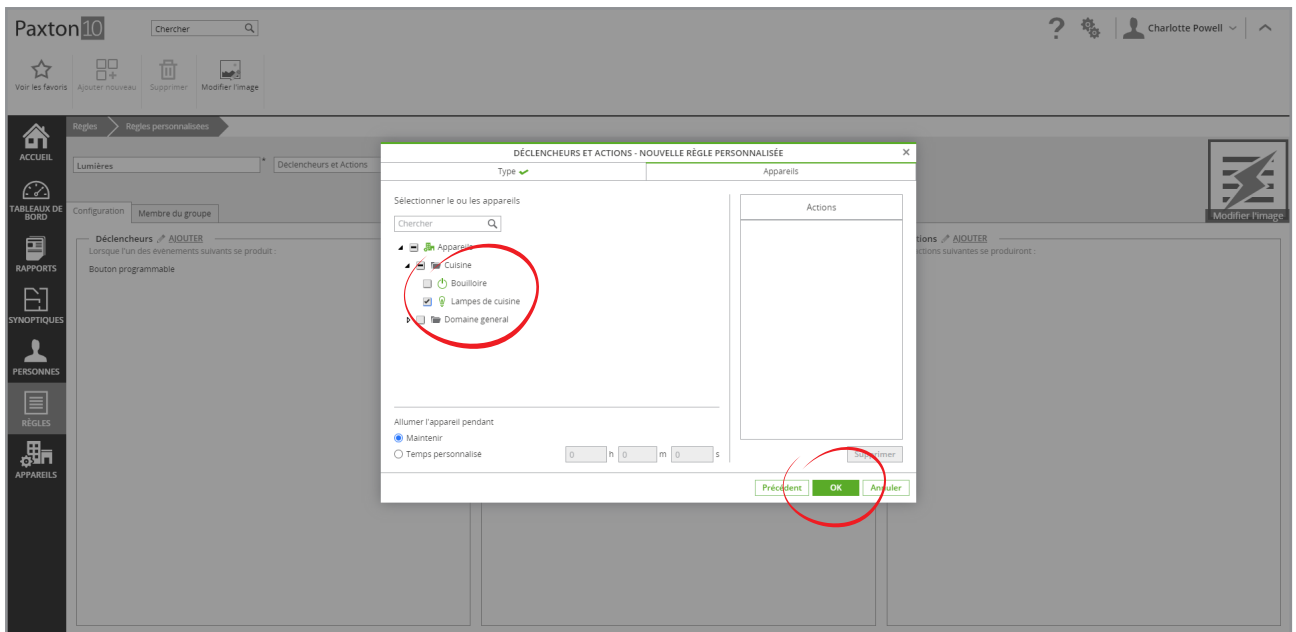 Paxton10
Chercher
Charlotte Powell
Voir les favoris
Ajouter nouveau
Supprimer
Modifier l'image
Règles
Règles personnalisées
ACCUEIL
TABLEAUX DE BORD
RAPPORTS
SYNOPTIQUES
PERSONNES
RÈGLES
APPAREILS
Lumières
*
Déclencheurs et Actions
Modifier l'image
Configuration
Membre du groupe
Déclencheurs
AJOUTER
Lorsque l'un des événements suivants se produit :
Bouton programmable
tions
AJOUTER
ctions suivantes se produiront :
DÉCLENCHEURS ET ACTIONS - NOUVELLE RÈGLE PERSONNALISÉE
Type
Appareils
Sélectionner le ou les appareils
Chercher
Appareils
Cuisine
Bouilloire
Lampes de cuisine
Domaine général
Actions
Allumer l'appareil pendant
Maintenir
Temps personnalisé
0 h 0 m 0 s
Supprimer
Précédent
OK
Annuler